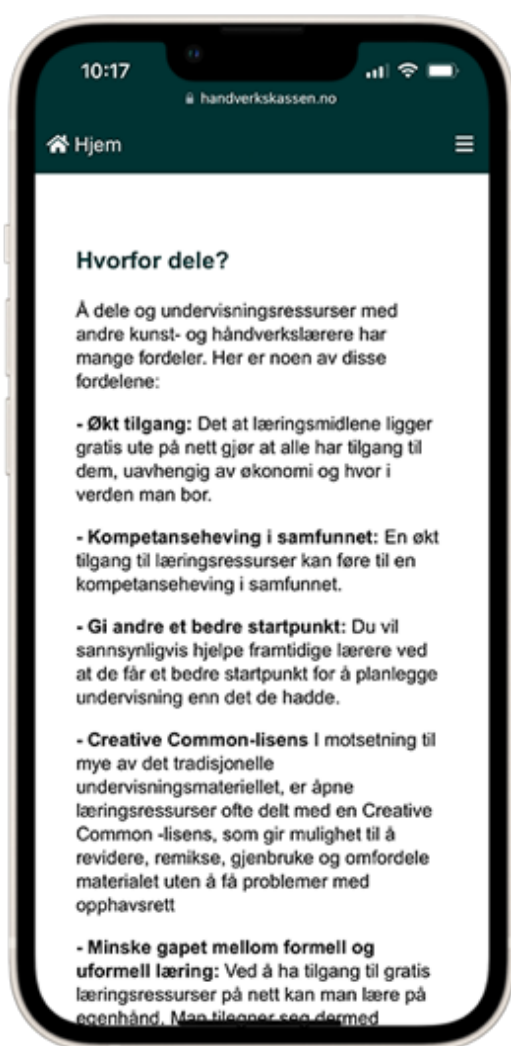 10:17
handverkskassen.no
Hjem
Hvorfor dele?
Å dele og undervisningsressurser med
andre kunst- og håndverkslærere har
mange fordeler. Her er noen av disse
fordelene:
- Økt tilgang: Det at læringsmidlene ligger
gratis ute på nett gjør at alle har tilgang til
dem, uavhengig av økonomi og hvor i
verden man bor.
- Kompetanseheving i samfunnet: En økt
tilgang til læringsressurser kan føre til en
kompetanseheving i samfunnet.
- Gi andre et bedre startpunkt: Du vil
sannsynligvis hjelpe framtidige lærere ved
at de får et bedre startpunkt for å planlegge
undervisning enn det de hadde.
- Creative Common-lisens I motsetning til
mye av det tradisjonelle
undervisningsmateriellet, er åpne
læringsressurser ofte delt med en Creative
Common -lisens, som gir mulighet til å
revidere, remikse, gjenbruke og omfordele
materialet uten å få problemer med
opphavsrett
- Minske gapet mellom formell og
uformell læring: Ved å ha tilgang til gratis
læringsressurser på nett kan man lære på
egenhånd. Man tilegner seg dermed